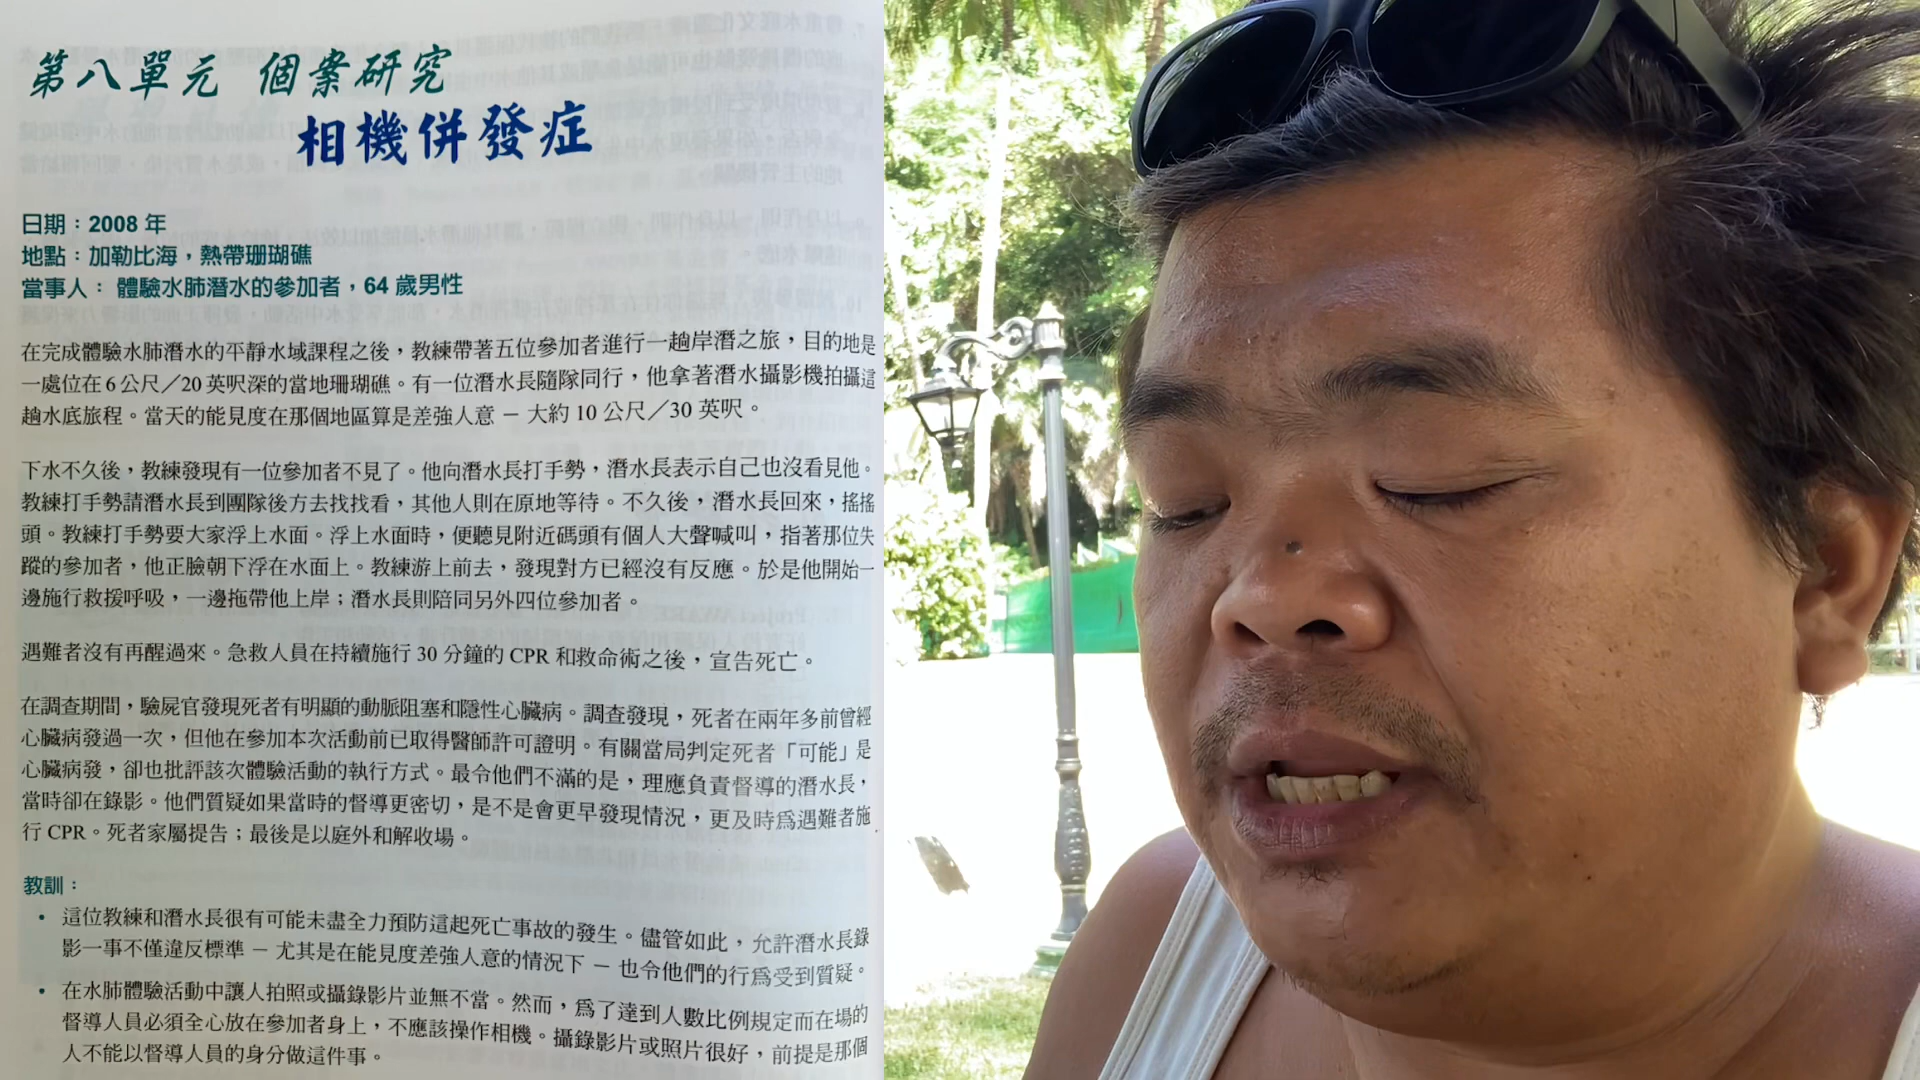 第八單元 個案研究
相機併發症
日期：2008 年
地點：加勒比海，熱帶珊瑚礁
當事人： 體驗水肺潛水的參加者，64 歲男性
在完成體驗水肺潛水的平靜水域課程之後，教練帶著五位參加者進行一趟岸潛之旅，目的地是
一處位在 6 公尺／20 英呎深的當地珊瑚礁。有一位潛水長隨隊同行，他拿著潛水攝影機拍攝這
趟水底旅程。當天的能見度在那個地區算是差強人意 － 大約 10 公尺／30 英呎。
下水不久後，教練發現有一位參加者不見了。他向潛水長打手勢，潛水長表示自己也沒看見他。
教練打手勢請潛水長到團隊後方去找找看，其他人則在原地等待。不久後，潛水長回來，搖搖
頭。教練打手勢要大家浮上水面。浮上水面時，便聽見附近碼頭有個人大聲喊叫，指著那位失
蹤的參加者，他正臉朝下浮在水面上。教練游上前去，發現對方已經沒有反應。於是他開始一
邊施行救援呼吸，一邊拖帶他上岸；潛水長則陪同另外四位參加者。
遇難者沒有再醒過來。急救人員在持續施行 30 分鐘的 CPR 和救命術之後，宣告死亡。
在調查期間，驗屍官發現死者有明顯的動脈阻塞和隱性心臟病。調查發現，死者在兩年多前曾經
心臟病發過一次，但他在參加本次活動前已取得醫師許可證明。有關當局判定死者「可能」是
心臟病發，卻也批評該次體驗活動的執行方式。最令他們不滿的是，理應負責督導的潛水長，
當時卻在錄影。他們質疑如果當時的督導更密切，是不是會更早發現情況，更及時為遇難者施
行 CPR。死者家屬提告；最後是以庭外和解收場。
教訓：
• 這位教練和潛水長很有可能未盡全力預防這起死亡事故的發生。儘管如此，允許潛水長錄
影一事不僅違反標準 － 尤其是在能見度差強人意的情況下 － 也令他們的行為受到質疑。
• 在水肺體驗活動中讓人拍照或攝錄影片並無不當。然而，為了達到人數比例規定而在場的
督導人員必須全心放在參加者身上，不應該操作相機。攝錄影片或照片很好，前提是那個
人不能以督導人員的身分做這件事。